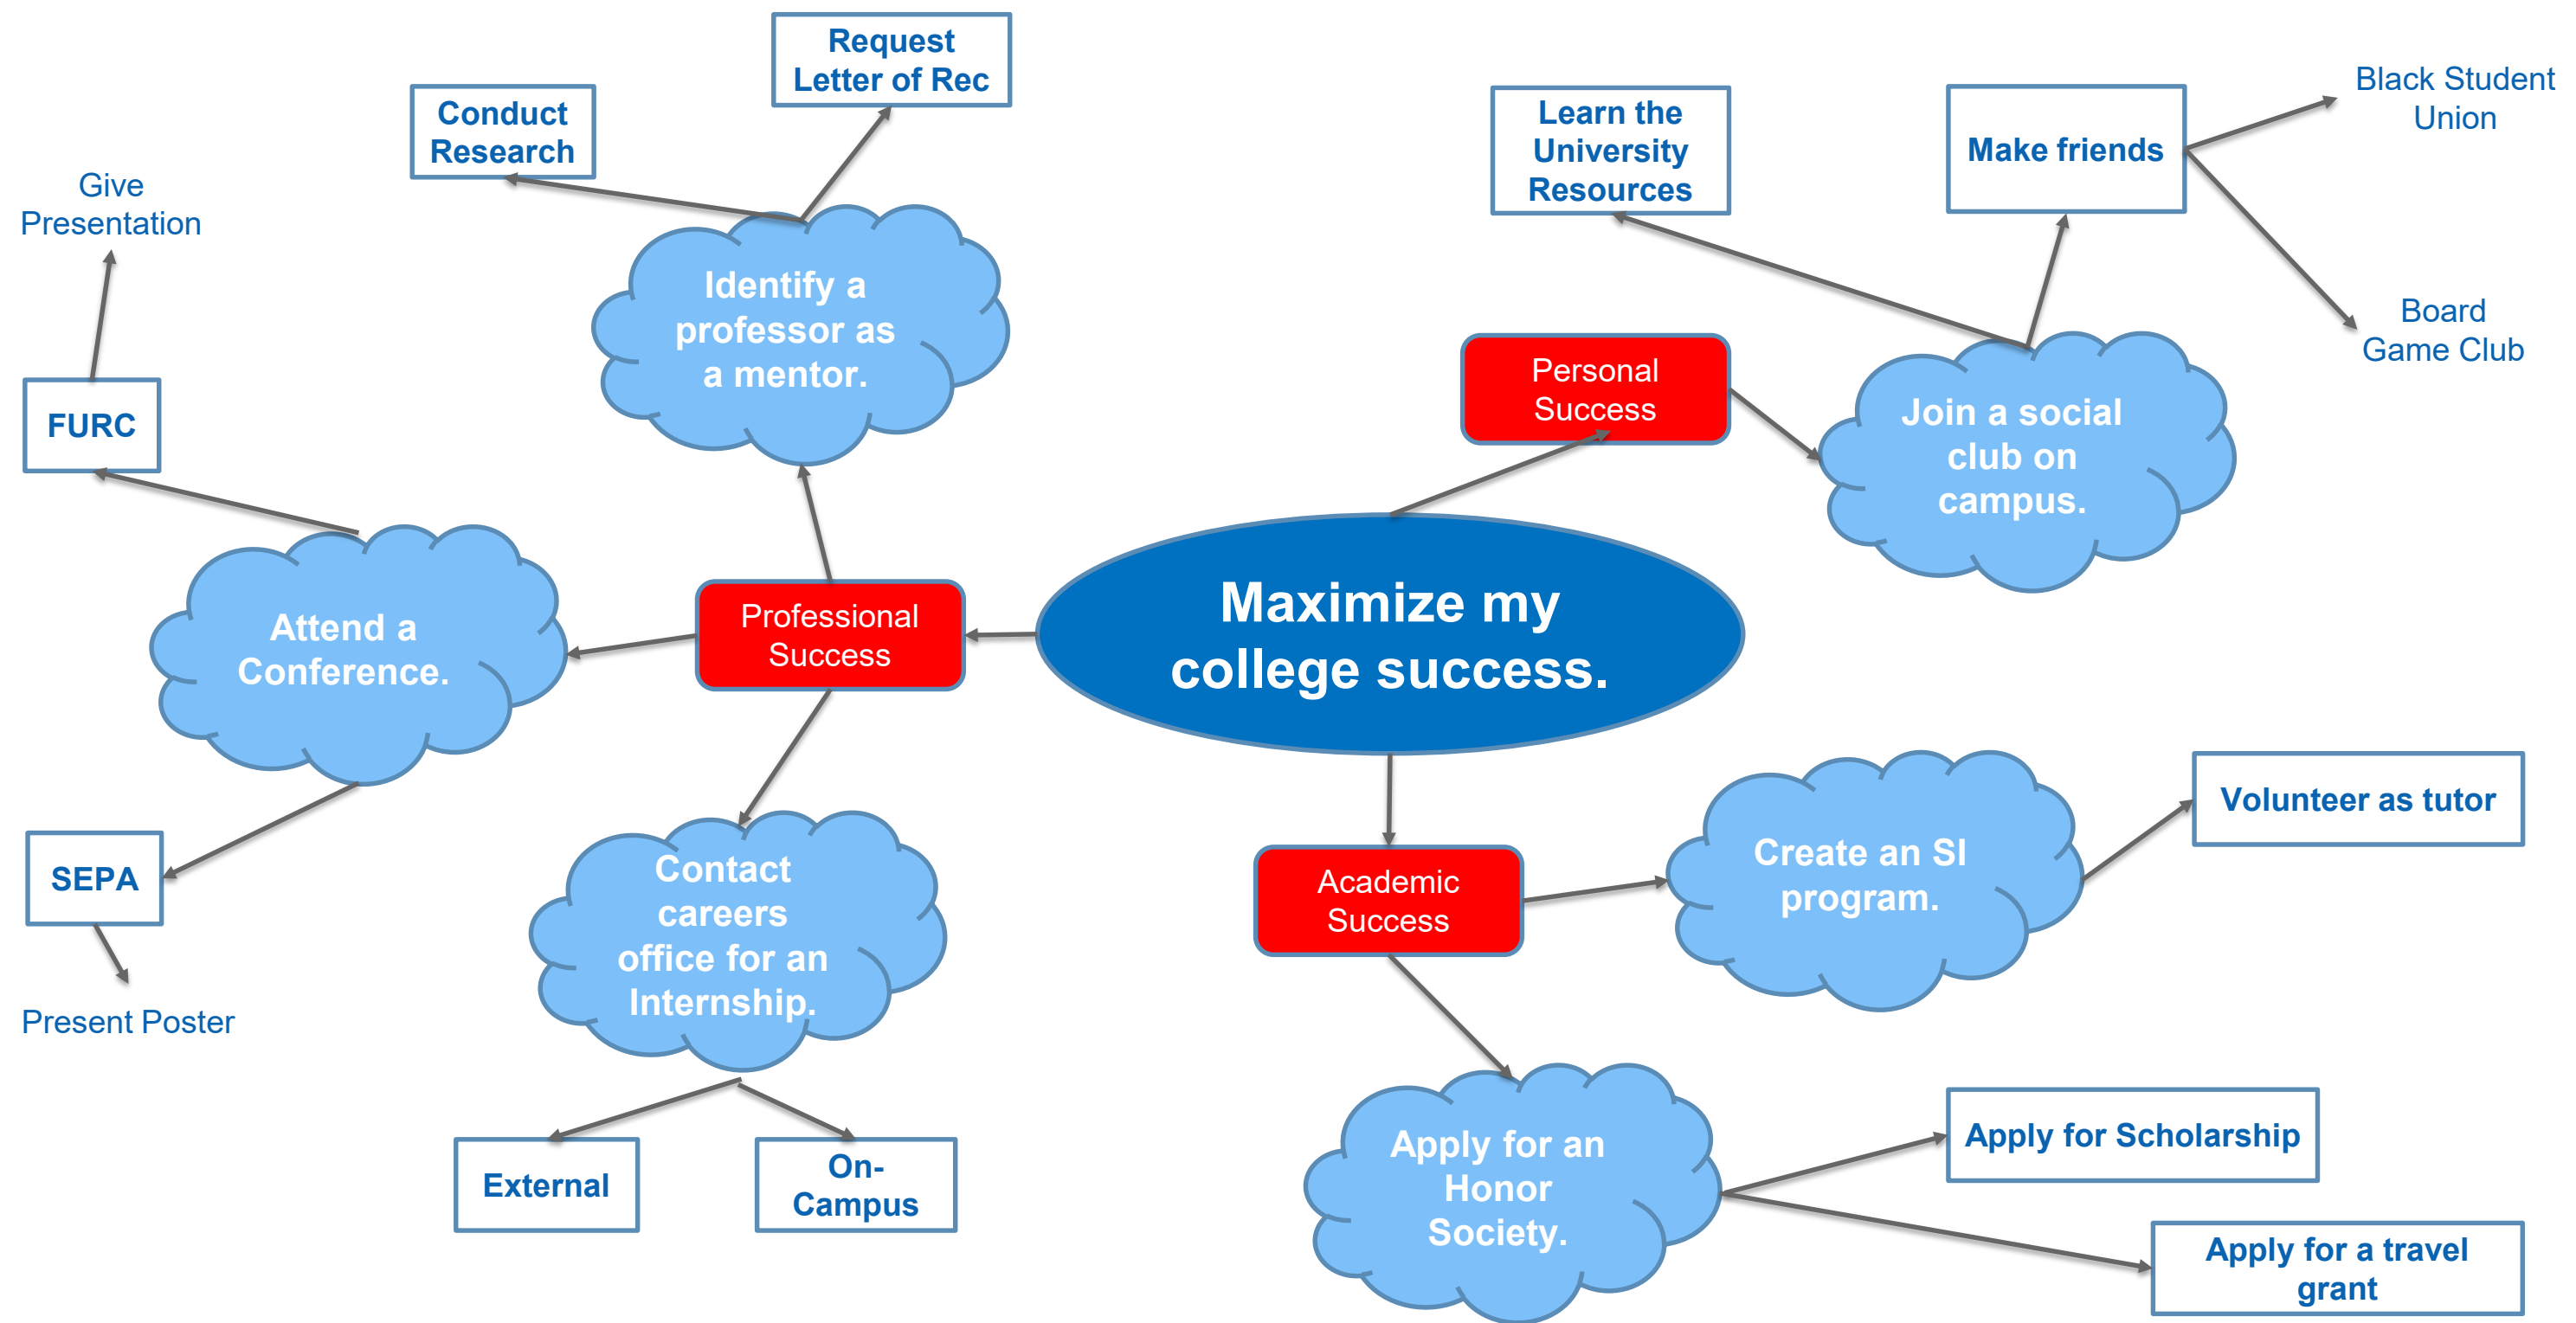 Request
Letter of Rec
Conduct
Research
Give
Presentation
FURC
Identify a
professor as
a mentor.
Attend a
Conference.
Professional
Success
SEPA
Present Poster
Contact
careers
office for an
Internship.
External
On-
Campus
Maximize my
college success.
Personal
Success
Learn the
University
Resources
Make friends
Black Student
Union
Board
Game Club
Join a social
club on
campus.
Academic
Success
Create an SI
program.
Volunteer as tutor
Apply for an
Honor
Society.
Apply for Scholarship
Apply for a travel
grant